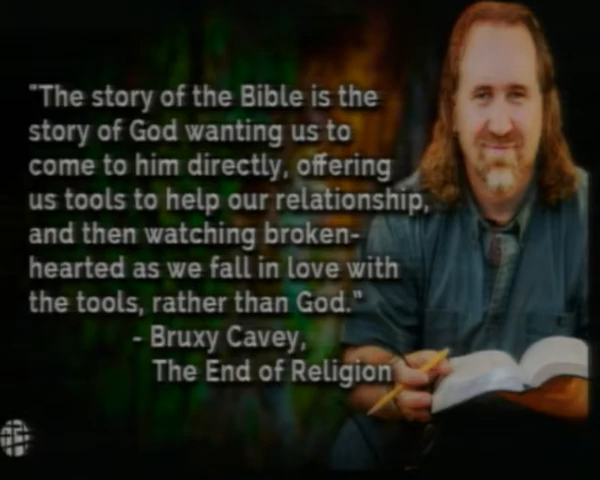 "The story of the Bible is the
story of God wanting us to
come to him directly, offering
us tools to help our relationship,
and then watching broken-
hearted as we fall in love with
the tools, rather than God."
- Bruxy Cavey,
The End of Religion